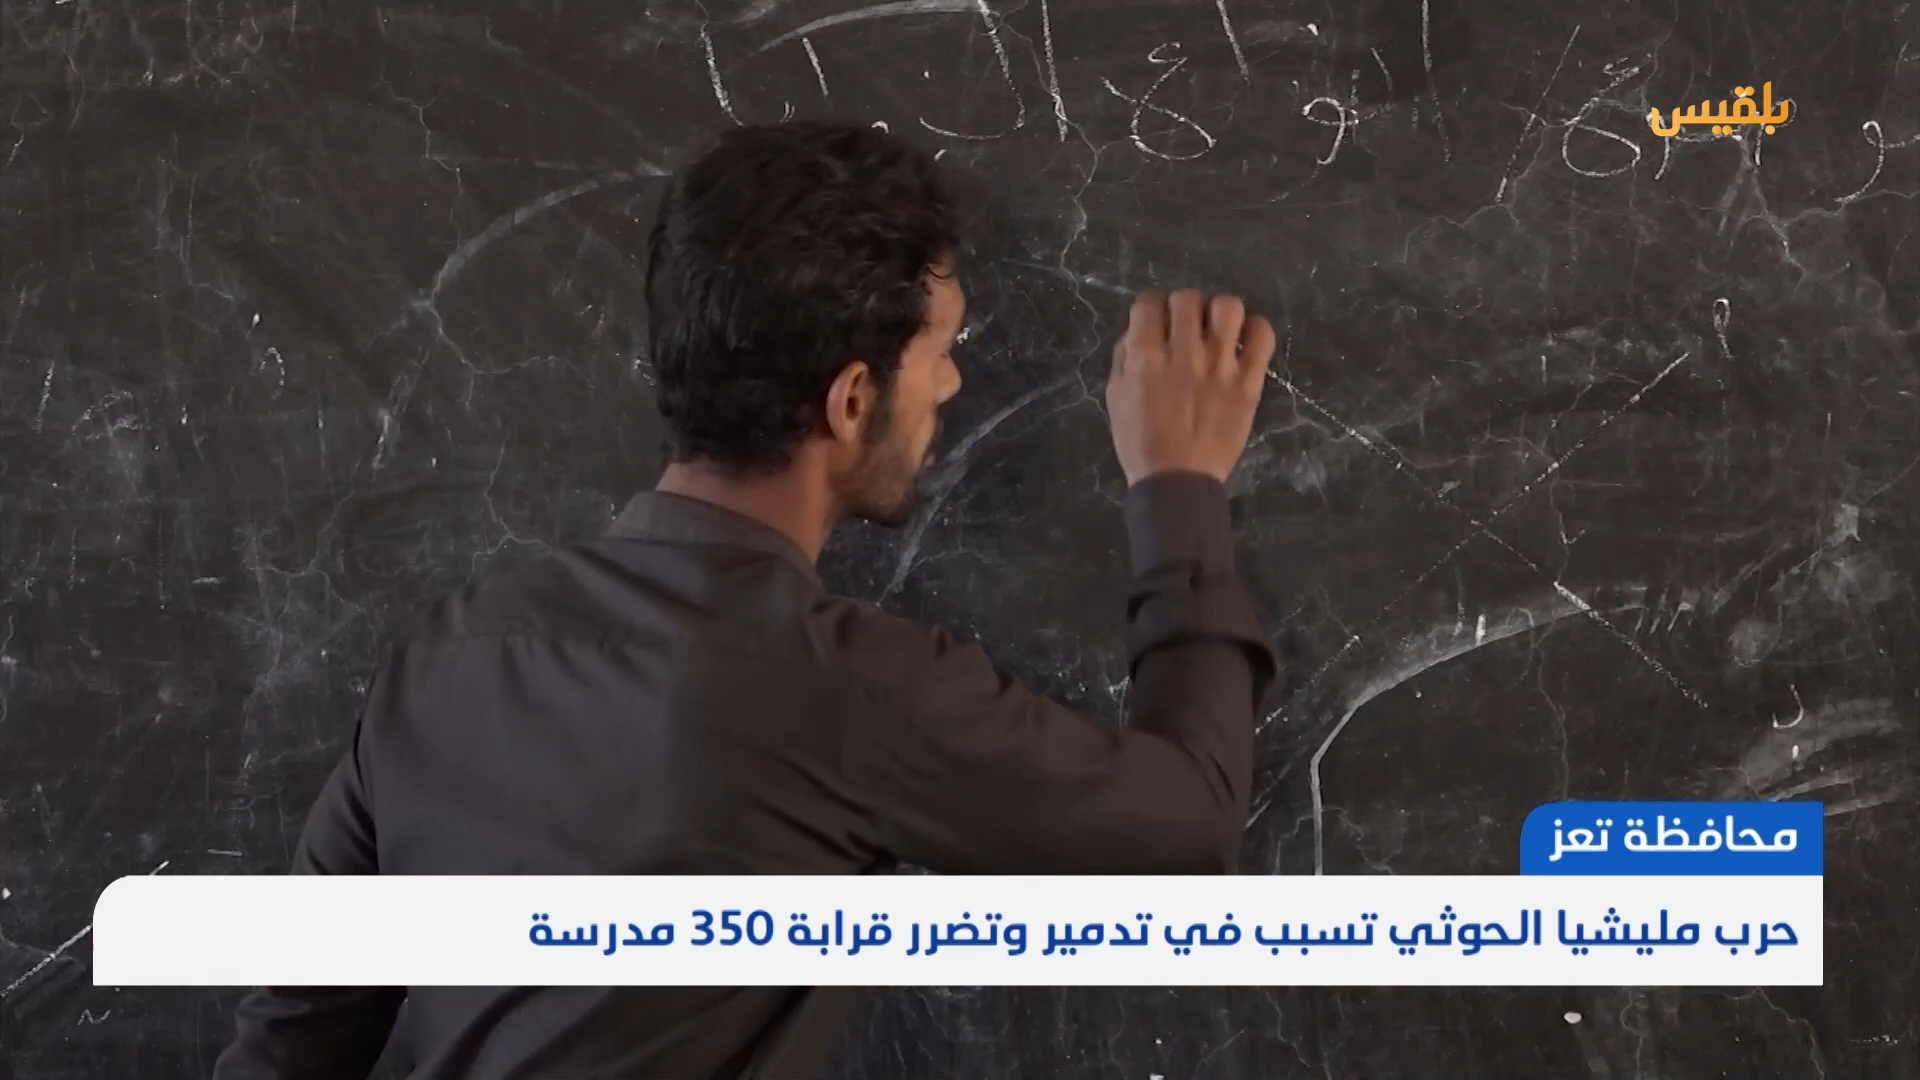 بلقيس
محافظة تعز
حرب مليشيا الحوثي تسبب في تدمير وتضرر قرابة 350 مدرسة